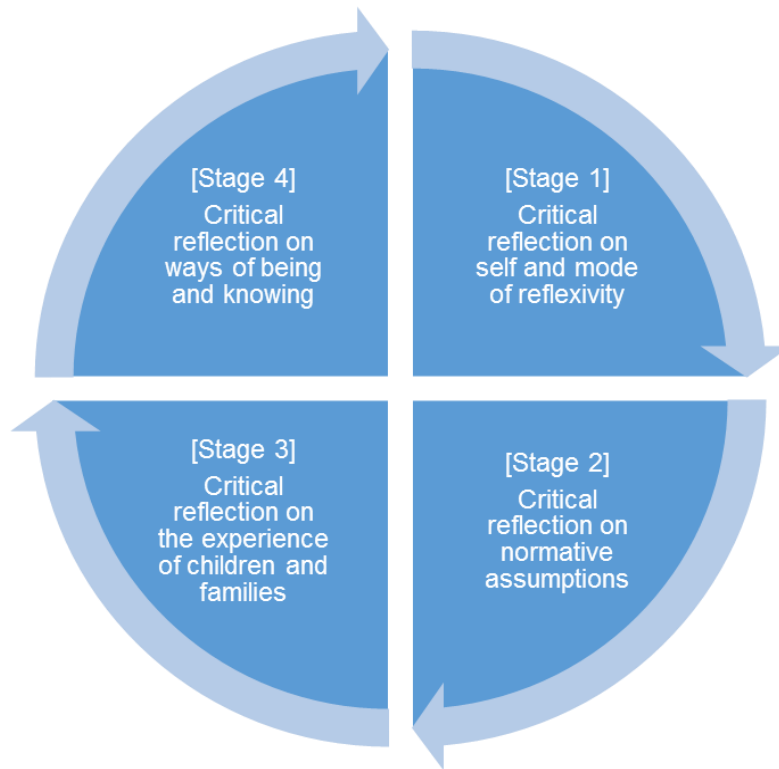 [Stage 1]
Critical
reflection on
self and mode
of reflexivity
[Stage 2]
Critical
reflection on
normative
assumptions
[Stage 3]
Critical
reflection on
the experience
of children and
families
[Stage 4]
Critical
reflection on
ways of being
and knowing